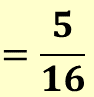 = 5/16